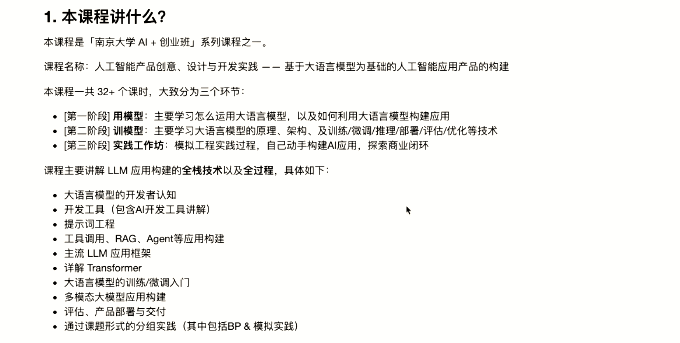 1. 本课程讲什么?
本课程是「南京大学 AI + 创业班」系列课程之一。
课程名称：人工智能产品创意、设计与开发实践 —— 基于大语言模型为基础的人工智能应用产品的构建
本课程一共 32+ 个课时，大致分为三个环节：
• [第一阶段] 用模型：主要学习怎么运用大语言模型，以及如何利用大语言模型构建应用
• [第二阶段] 训模型：主要学习大语言模型的原理、架构、及训练/微调/推理/部署/评估/优化等技术
• [第三阶段] 实践工作坊：模拟工程实践过程，自己动手构建AI应用，探索商业闭环
课程主要讲解 LLM 应用构建的全栈技术以及全过程，具体如下：
• 大语言模型的开发者认知
• 开发工具（包含AI开发工具讲解）
• 提示词工程
• 工具调用、RAG、Agent等应用构建
• 主流 LLM 应用框架
• 详解 Transformer
• 大语言模型的训练/微调入门
• 多模态大模型应用构建
• 评估、产品部署与交付
• 通过课题形式的分组实践（其中包括BP & 模拟实践）